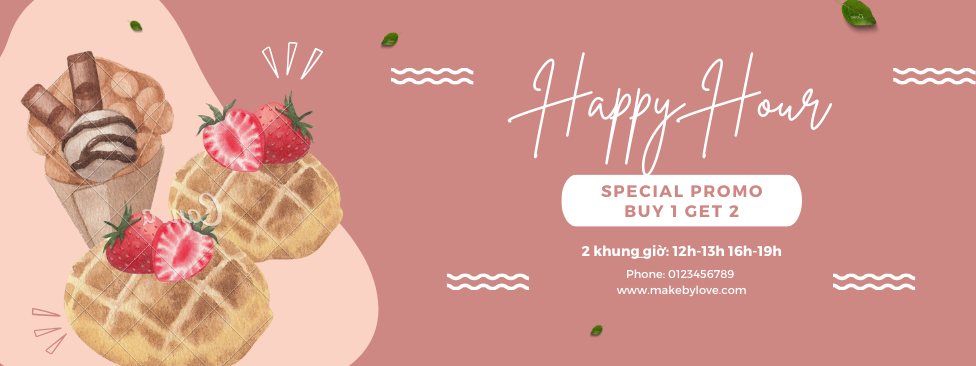 Happy Hour
SPECIAL PROMO
BUY 1 GET 2
2 khung giờ: 12h-13h 16h-19h
Phone: 0123456789
www.makebylove.com